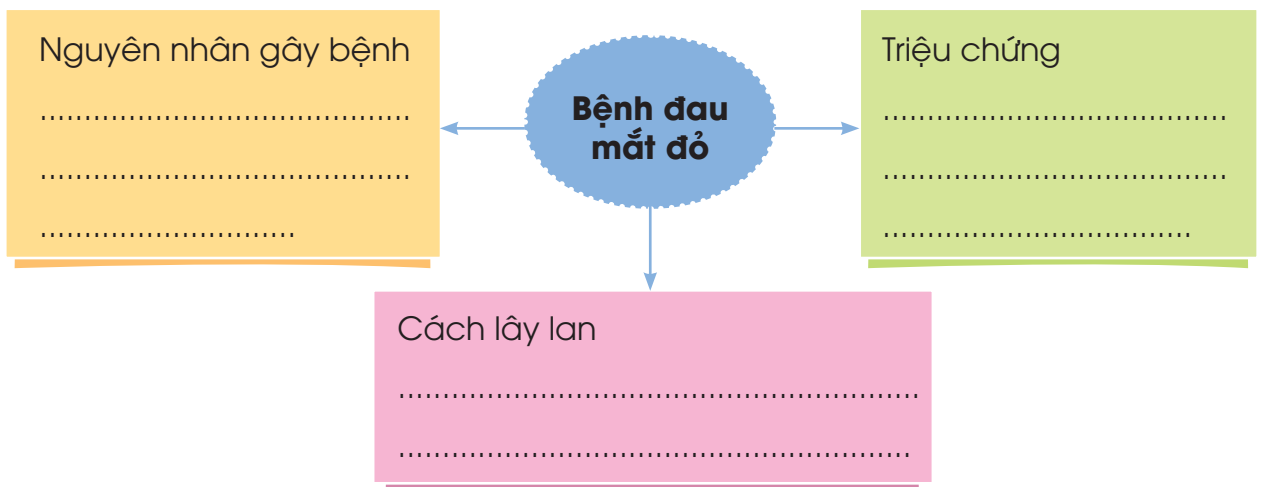 Nguyên nhân gây bệnh
..........................................
..........................................
.............................
Bệnh đau
mắt đỏ
Triệu chứng
.......................................
.......................................
...................................
Cách lây lan
...........................................................
..........................................................